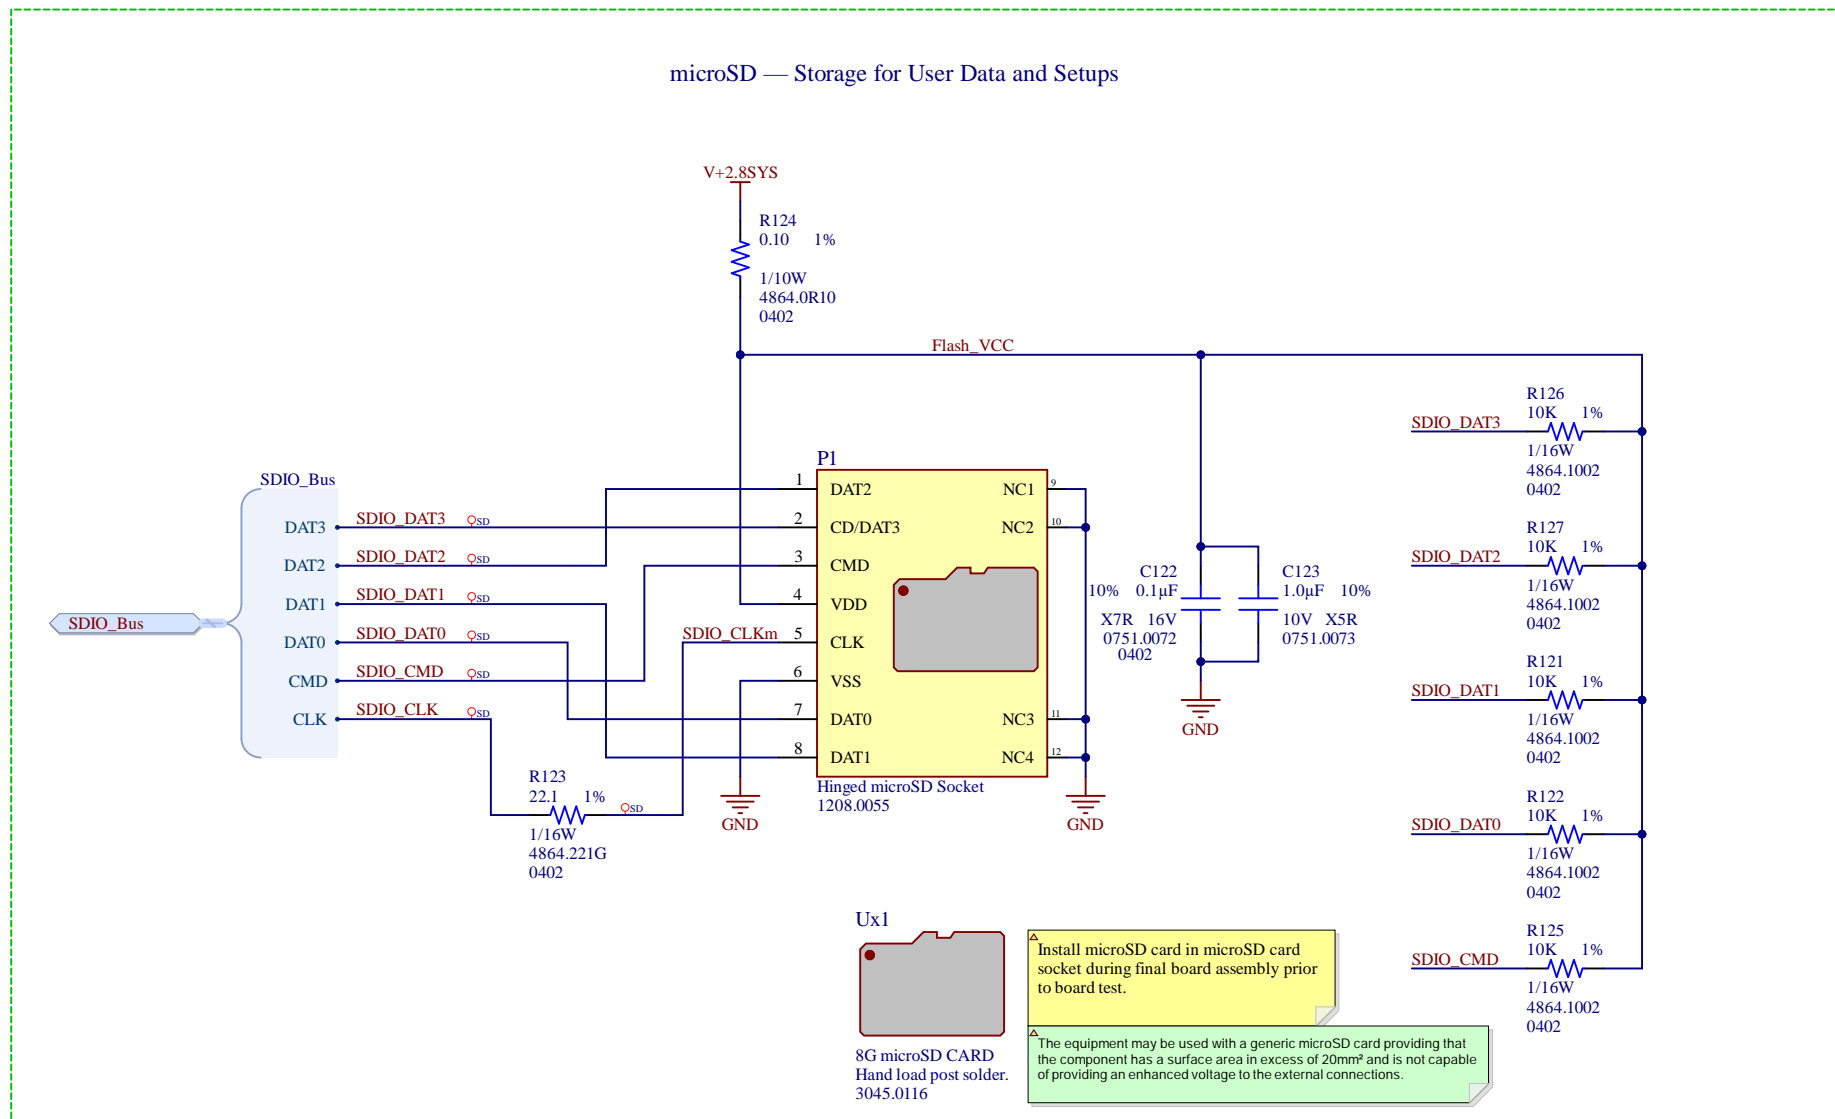 microSD — Storage for User Data and Setups
V+2.8SYS
R124
0.10 1%
1/10W
4864.0R10
0402
Flash_VCC
SDIO_Bus
SDIO_Bus
DAT3
DAT2
DAT1
DAT0
CMD
CLK
SDIO_DAT3 SD
SDIO_DAT2 SD
SDIO_DAT1 SD
SDIO_DAT0 SD
SDIO_CMD SD
SDIO_CLK SD
R123
22.1 1%
SD
1/16W
4864.221G
0402
SDIO_CLKm
P1
1 DAT2 NC1 9
2 CD/DAT3 NC2 10
3 CMD
4 VDD
5 CLK
6 VSS
7 DAT0 NC3 11
8 DAT1 NC4 12
Hinged microSD Socket
1208.0055
GND
GND
C122
10% 0.1µF
X7R 16V
0751.0072
0402
C123
1.0µF 10%
10V X5R
0751.0073
GND
R126
10K 1%
SDIO_DAT3
1/16W
4864.1002
0402
R127
10K 1%
SDIO_DAT2
1/16W
4864.1002
0402
R121
10K 1%
SDIO_DAT1
1/16W
4864.1002
0402
R122
10K 1%
SDIO_DAT0
1/16W
4864.1002
0402
R125
10K 1%
SDIO_CMD
1/16W
4864.1002
0402
Ux1
8G microSD CARD
Hand load post solder.
3045.0116
Install microSD card in microSD card
socket during final board assembly prior
to board test.
The equipment may be used with a generic microSD card providing that
the component has a surface area in excess of 20mm² and is not capable
of providing an enhanced voltage to the external connections.